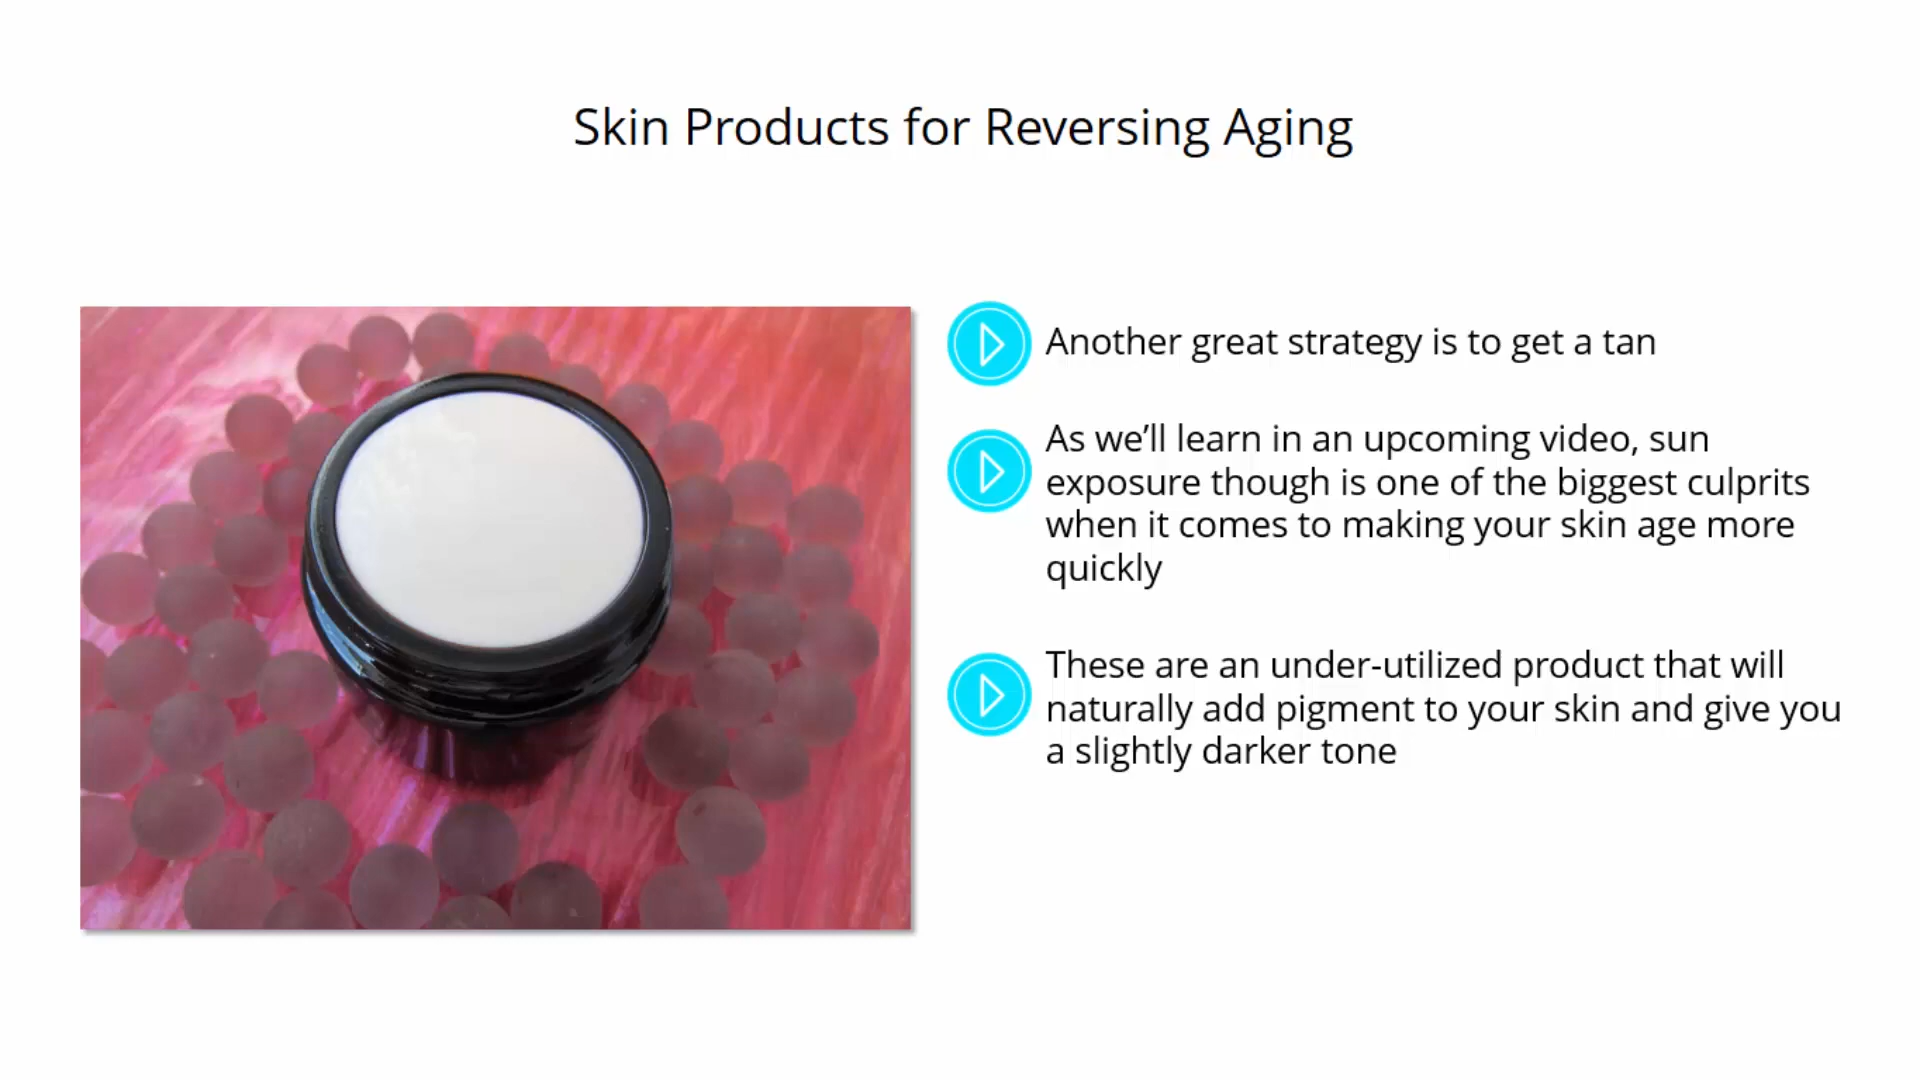 Skin Products for Reversing Aging
Another great strategy is to get a tan
As we’ll learn in an upcoming video, sun
exposure though is one of the biggest culprits
when it comes to making your skin age more
quickly
These are an under-utilized product that will
naturally add pigment to your skin and give you
a slightly darker tone